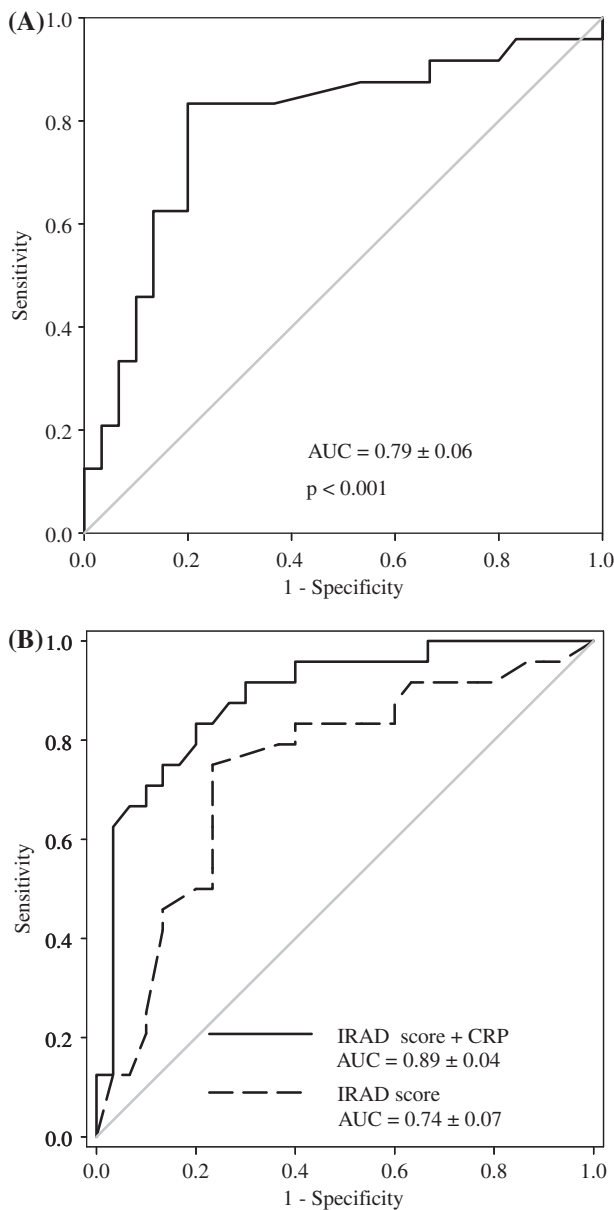 (A)
1.0
0.8
0.6
0.4
0.2
0.0
Sensitivity
AUC = 0.79 ± 0.06
p < 0.001
0.0 0.2 0.4 0.6 0.8 1.0
1 - Specificity
(B)
1.0
0.8
0.6
0.4
0.2
0.0
Sensitivity
IRAD score + CRP
AUC = 0.89 ± 0.04
IRAD score
AUC = 0.74 ± 0.07
0.0 0.2 0.4 0.6 0.8 1.0
1 - Specificity